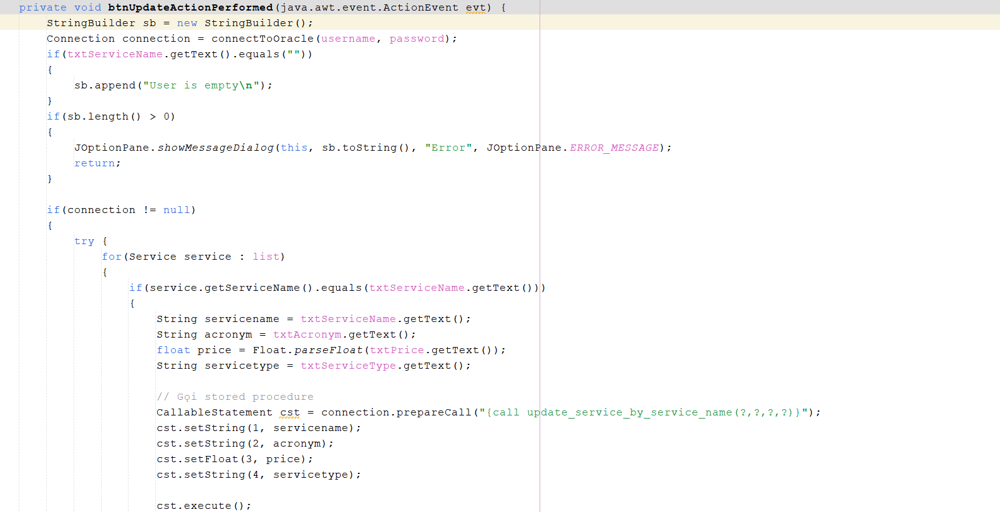 private void btnUpdateActionPerformed(java.awt.event.ActionEvent evt) {
    StringBuilder sb = new StringBuilder();
    Connection connection = connectToOracle(username, password);
    if(txtServiceName.getText().equals(""))
    {
        sb.append("User is empty\n");
    }
    if(sb.length() > 0)
    {
        JOptionPane.showMessageDialog(this, sb.toString(), "Error", JOptionPane.ERROR_MESSAGE);
        return;
    }

    if(connection != null)
    {
        try {
            for(Service service : list)
            {
                if(service.getServiceName().equals(txtServiceName.getText()))
                {
                    String servicename = txtServiceName.getText();
                    String acronym = txtAcronym.getText();
                    float price = Float.parseFloat(txtPrice.getText());
                    String servicetype = txtServiceType.getText();

                    // Gọi stored procedure
                    CallableStatement cst = connection.prepareCall("{call update_service_by_service_name(?,?,?,?)}");
                    cst.setString(1, servicename);
                    cst.setString(2, acronym);
                    cst.setFloat(3, price);
                    cst.setString(4, servicetype);

                    cst.execute();